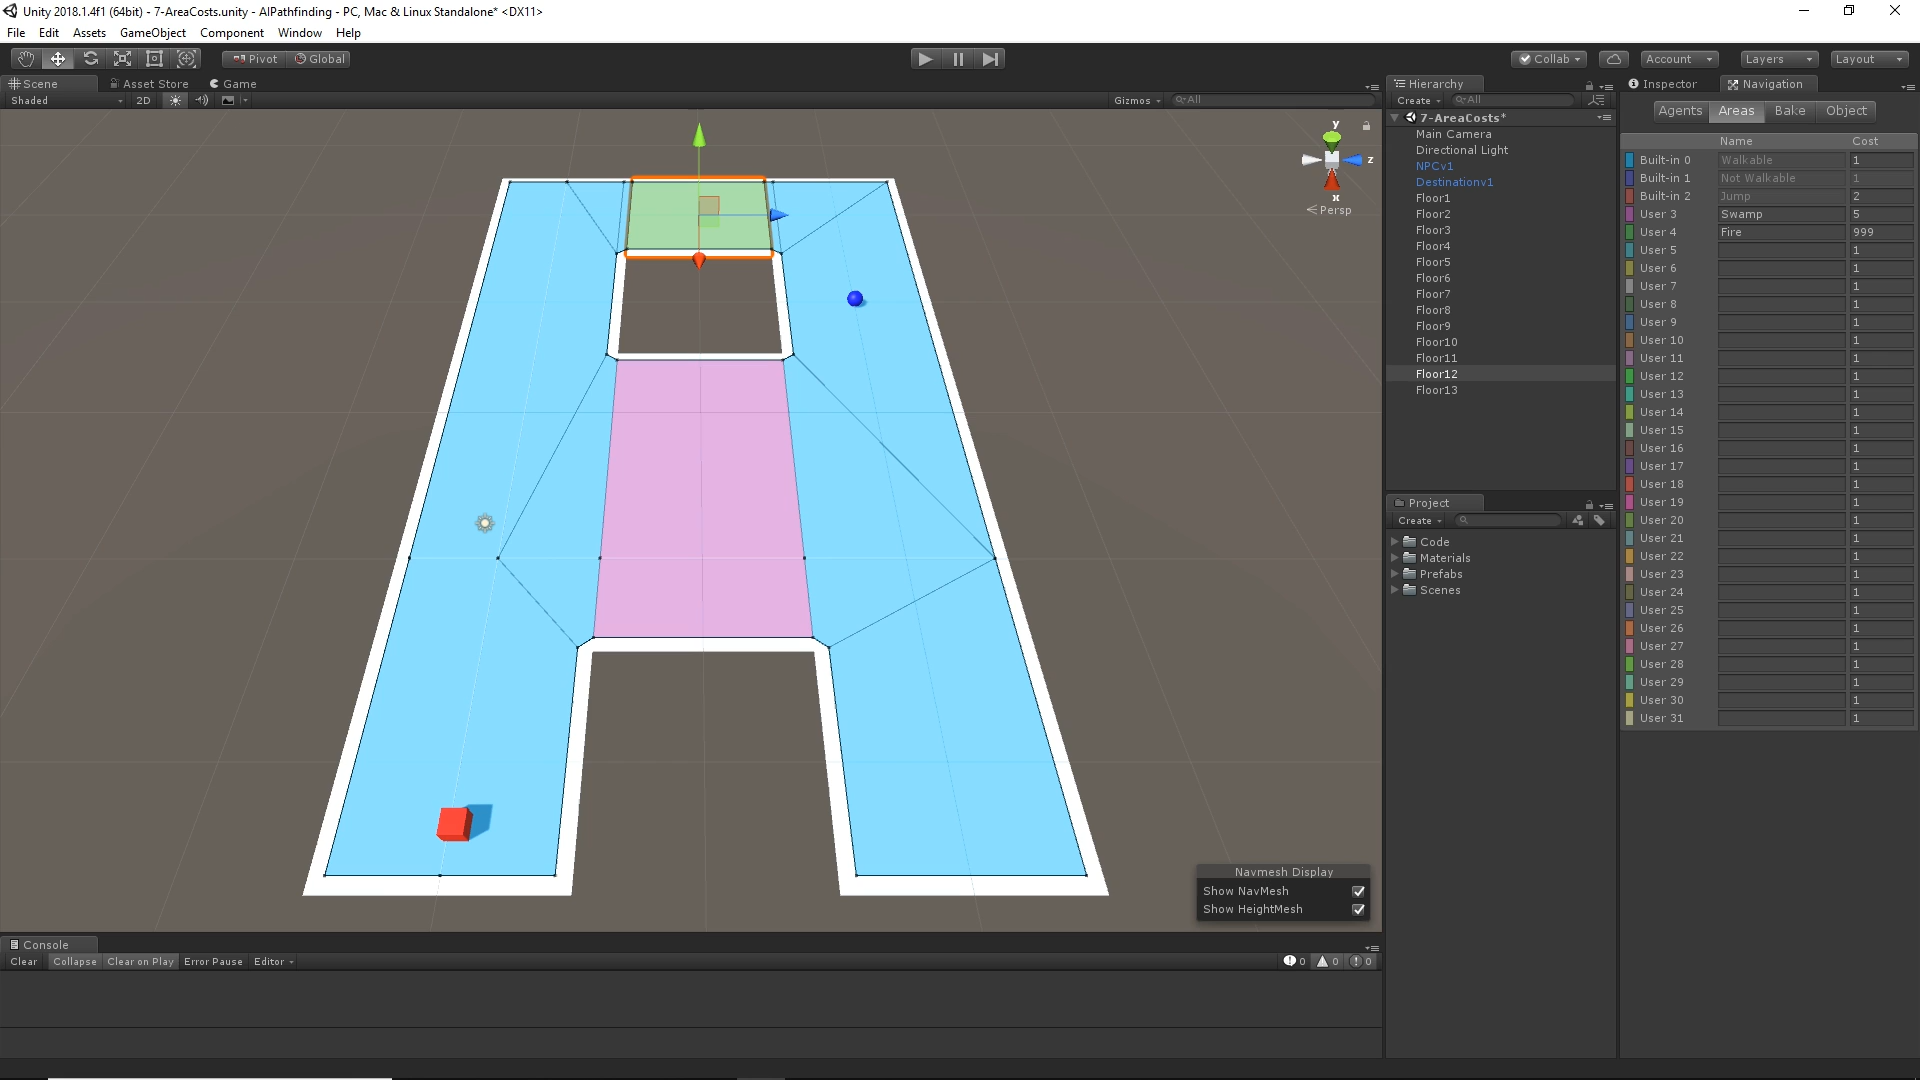 Unity 2018.1.4f1 (64bit) - 7-AreaCosts.unity - AIPathfinding - PC, Mac & Linux Standalone* <DX11>
File Edit Assets GameObject Component Window Help
Pivot Global Collab Account Layers Layout
Scene Asset Store Game
Shaded 2D Gizmos All
y
z
x
Persp
Navmesh Display
Show NavMesh
Show HeightMesh
Console
Clear Collapse Clear on Play Error Pause Editor 0 0 0
Hierarchy
Create All
7-AreaCosts*
Main Camera
Directional Light
NPCv1
Destinationv1
Floor1
Floor2
Floor3
Floor4
Floor5
Floor6
Floor7
Floor8
Floor9
Floor10
Floor11
Floor12
Floor13
Project
Create
Code
Materials
Prefabs
Scenes
Inspector Navigation
Agents Areas Bake Object
Name Cost
Built-in 0 Walkable 1
Built-in 1 Not Walkable 1
Built-in 2 Jump 2
User 3 Swamp 5
User 4 Fire 999
User 5 1
User 6 1
User 7 1
User 8 1
User 9 1
User 10 1
User 11 1
User 12 1
User 13 1
User 14 1
User 15 1
User 16 1
User 17 1
User 18 1
User 19 1
User 20 1
User 21 1
User 22 1
User 23 1
User 24 1
User 25 1
User 26 1
User 27 1
User 28 1
User 29 1
User 30 1
User 31 1